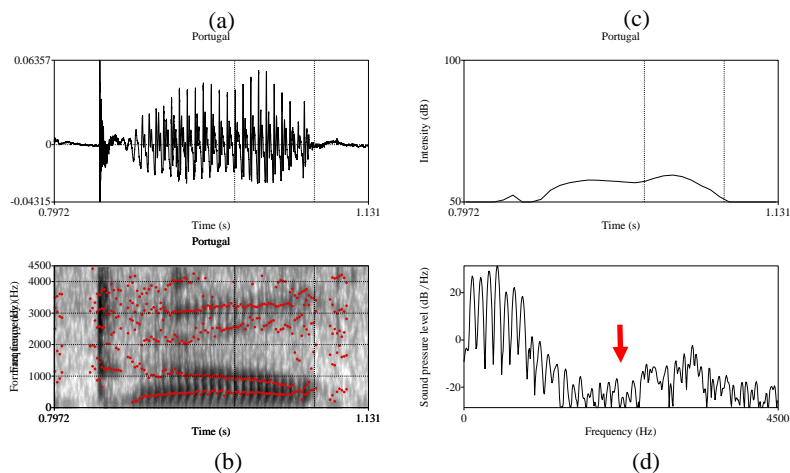 (a)
Portugal
0.06357
0
-0.04315
0.7972
1.131
Time (s)
(c)
Portugal
100
Intensity (dB)
50
0.7972
1.131
Time (s)
Portugal
4500
4000
3000
2000
1000
0
0.7972
1.131
Time (s)
(b)
20
0
-20
Sound pressure level (dB / Hz)
0
4500
Frequency (Hz)
(d)